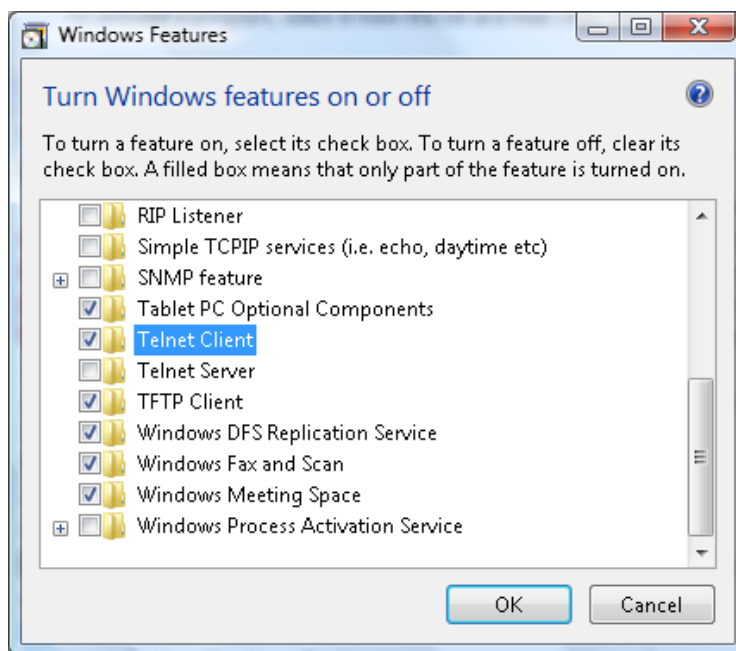 Windows Features
Turn Windows features on or off
To turn a feature on, select its check box. To turn a feature off, clear its
check box. A filled box means that only part of the feature is turned on.
RIP Listener
Simple TCPIP services (i.e. echo, daytime etc)
SNMP feature
Tablet PC Optional Components
Telnet Client
Telnet Server
TFTP Client
Windows DFS Replication Service
Windows Fax and Scan
Windows Meeting Space
Windows Process Activation Service
OK
Cancel